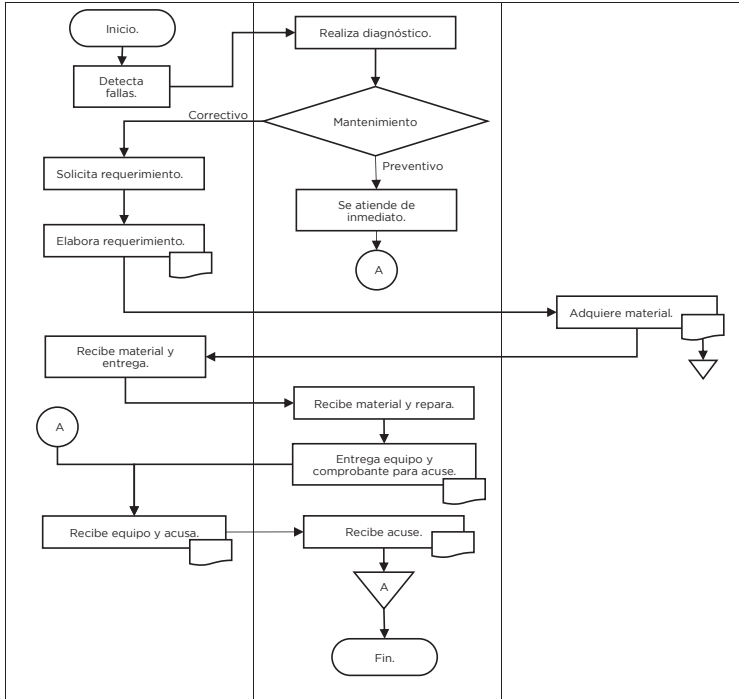 Inicio.
Realiza diagnóstico.
Detecta
fallas.
Correctivo
Mantenimiento
Preventivo
Solicita requerimiento.
Se atiende de
inmediato.
Elabora requerimiento.
A
Adquiere material.
Recibe material y
entrega.
Recibe material y repara.
A
Entrega equipo y
comprobante para acuse.
Recibe equipo y acusa.
Recibe acuse.
A
Fin.